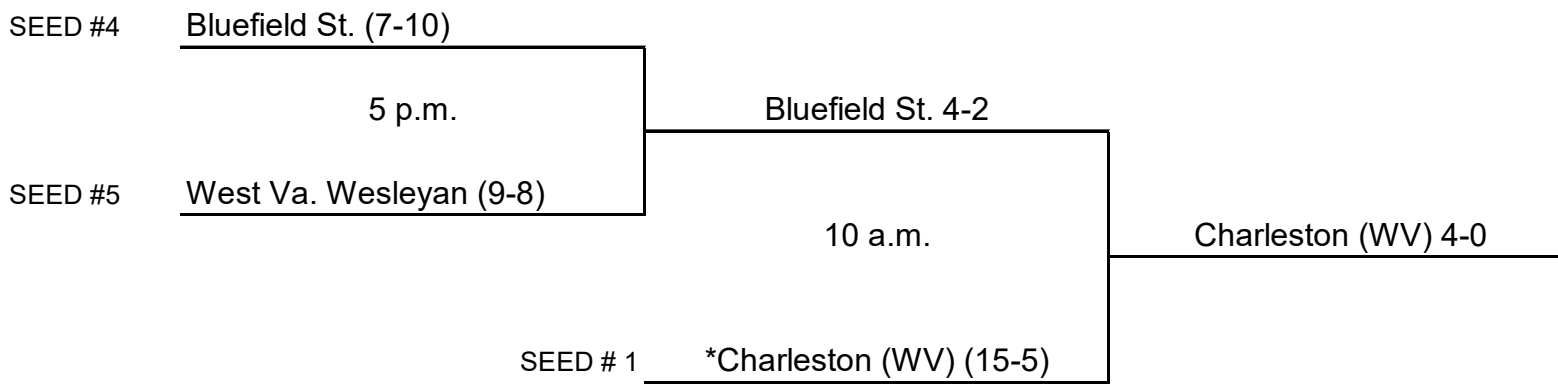 SEED #4 Bluefield St. (7-10)
5 p.m.
Bluefield St. 4-2
SEED #5 West Va. Wesleyan (9-8)
10 a.m.
Charleston (WV) 4-0
SEED # 1 *Charleston (WV) (15-5)